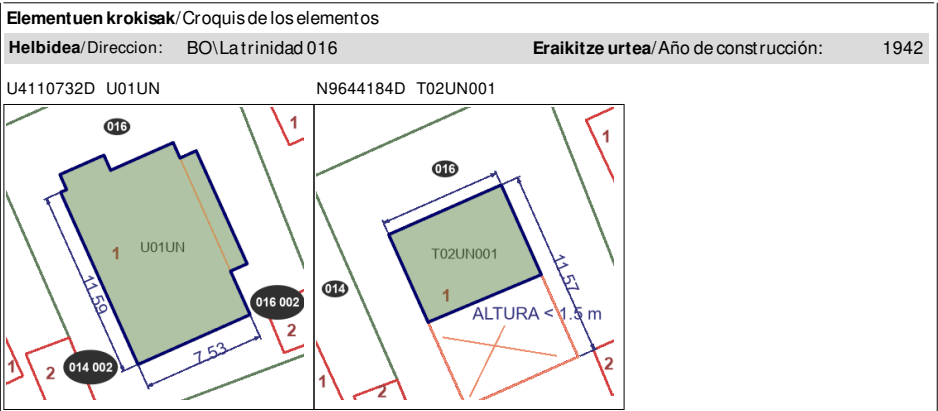 Elementuen krokisak/Croquis de los elementos
Helbidea/Direccion: BO\La trinidad 016 Eraikitze urtea/Año de construcción: 1942
U4110732D U01UN N9644184D T02UN001
016
1
1 U01UN
11.59
7.53
016 002
2
014 002
1
2
016
1
T02UN001
1
11.57
014
ALTURA < 1.5 m
2
1
2